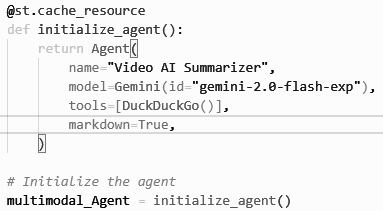 @st.cache_resource
def initialize_agent():
    return Agent(
        name="Video AI Summarizer",
        model=Gemini(id="gemini-2.0-flash-exp"),
        tools=[DuckDuckGo()],
        markdown=True,
    )
# Initialize the agent
multimodal_Agent = initialize_agent()